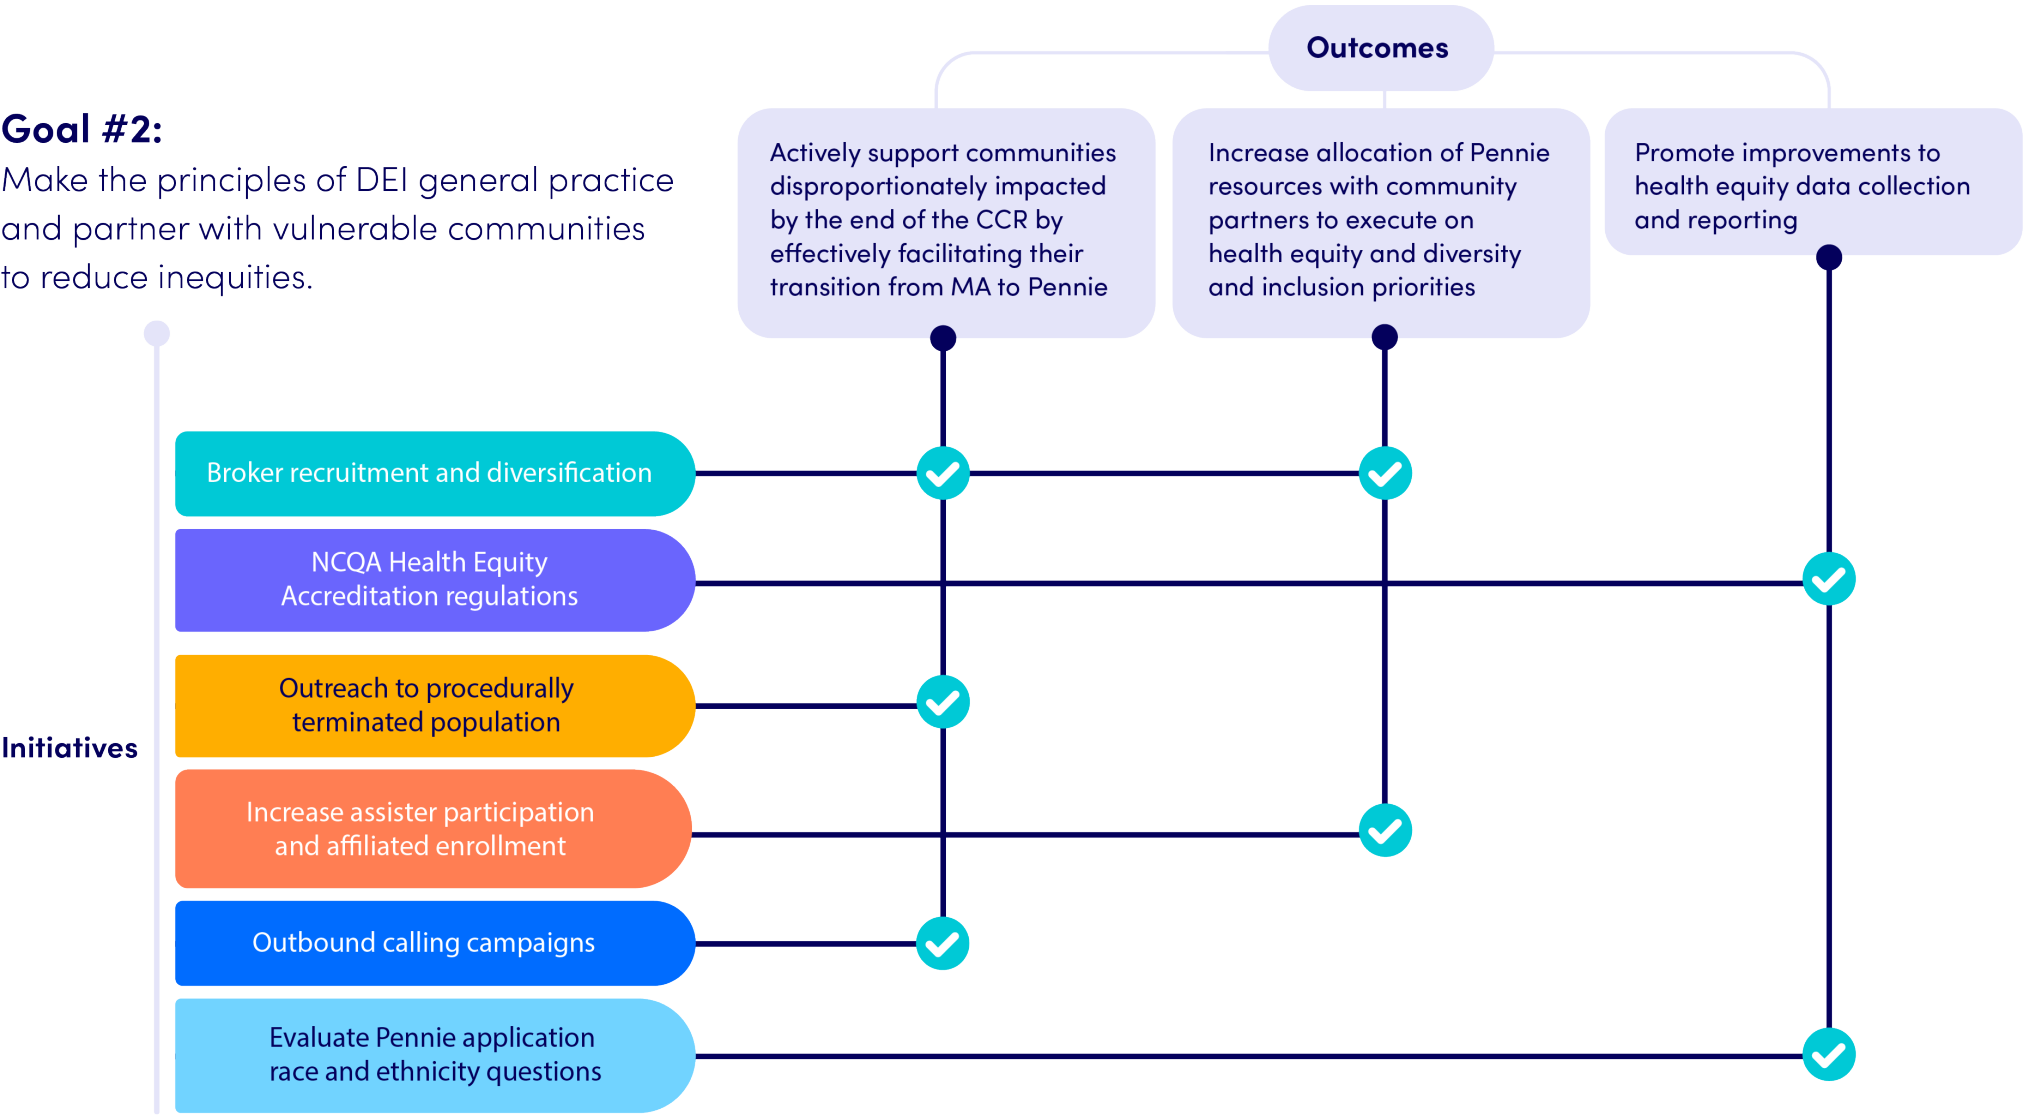 Outcomes
Goal #2:
Make the principles of DEI general practice
and partner with vulnerable communities
to reduce inequities.
Actively support communities
disproportionately impacted
by the end of the CCR by
effectively facilitating their
transition from MA to Pennie
Increase allocation of Pennie
resources with community
partners to execute on
health equity and diversity
and inclusion priorities
Promote improvements to
health equity data collection
and reporting
Initiatives
Broker recruitment and diversification
NCQA Health Equity
Accreditation regulations
Outreach to procedurally
terminated population
Increase assister participation
and affiliated enrollment
Outbound calling campaigns
Evaluate Pennie application
race and ethnicity questions